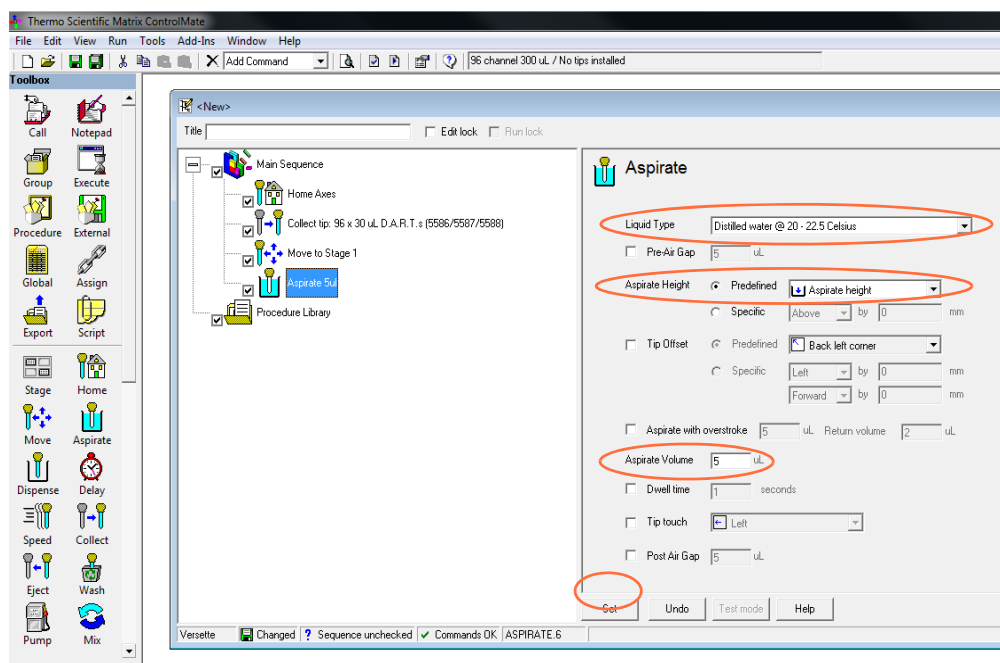 Thermo Scientific Matrix ControlMate
File Edit View Run Tools Add-Ins Window Help
Add Command 96 channel 300 uL / No tips installed
Toolbox
Call Notepad
Group Execute
Procedure External
Global Assign
Export Script
Stage Home
Move Aspirate
Dispense Delay
Speed Collect
Eject Wash
Pump Mix
<New>
Title Edit lock Run lock
Main Sequence
Home Axes
Collect tip: 96 x 30 uL D.A.R.T.s (5586/5587/5588)
Move to Stage 1
Aspirate 5ul
Procedure Library
Aspirate
Liquid Type Distilled water @ 20 - 22.5 Celsius
Pre-Air Gap 5 uL
Aspirate Height Predefined Aspirate height
Specific Above by 0 mm
Tip Offset Predefined Back left corner
Specific Left by 0 mm
Forward by 0 mm
Aspirate with overstroke 5 uL Return volume 2 uL
Aspirate Volume 5 uL
Dwell time 1 seconds
Tip touch Left
Post Air Gap 5 uL
Set Undo Test mode Help
Versette Changed ? Sequence unchecked Commands OK ASPIRATE.6